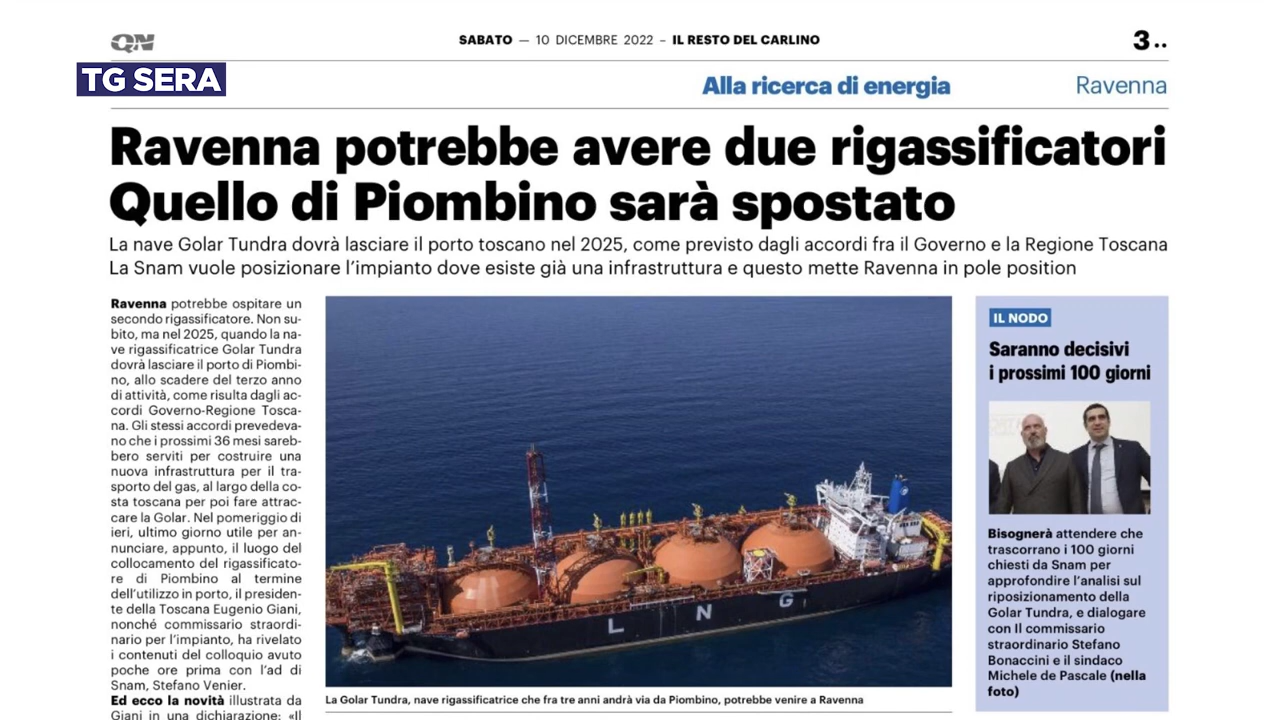 QN
SABATO — 10 DICEMBRE 2022 – IL RESTO DEL CARLINO
3 ..
TG SERA
Alla ricerca di energia
Ravenna
Ravenna potrebbe avere due rigassificatori
Quello di Piombino sarà spostato
La nave Golar Tundra dovrà lasciare il porto toscano nel 2025, come previsto dagli accordi fra il Governo e la Regione Toscana
La Snam vuole posizionare l'impianto dove esiste già una infrastruttura e questo mette Ravenna in pole position
Ravenna potrebbe ospitare un
secondo rigassificatore. Non su-
bito, ma nel 2025, quando la na-
ve rigassificatrice Golar Tundra
dovrà lasciare il porto di Piombi-
no, allo scadere del terzo anno
di attività, come risulta dagli ac-
cordi Governo-Regione Tosca-
na. Gli stessi accordi prevedeva-
no che i prossimi 36 mesi sareb-
bero serviti per costruire una
nuova infrastruttura per il tra-
sporto del gas, al largo della co-
sta toscana per poi fare attrac-
care la Golar. Nel pomeriggio di
ieri, ultimo giorno utile per an-
nunciare, appunto, il luogo del
collocamento del rigassificato-
re di Piombino al termine
dell'utilizzo in porto, il presiden-
te della Toscana Eugenio Giani,
nonché commissario straordi-
nario per l'impianto, ha rivelato
i contenuti del colloquio avuto
poche ore prima con l'ad di
Snam, Stefano Venier.
Ed ecco la novità illustrata da
Giani in una dichiarazione: «Il
L N G
La Golar Tundra, nave rigassificatrice che fra tre anni andrà via da Piombino, potrebbe venire a Ravenna
IL NODO
Saranno decisivi
i prossimi 100 giorni
Bisognerà attendere che
trascorrano i 100 giorni
chiesti da Snam per
approfondire l'analisi sul
riposizionamento della
Golar Tundra, e dialogare
con Il commissario
straordinario Stefano
Bonaccini e il sindaco
Michele de Pascale (nella
foto)